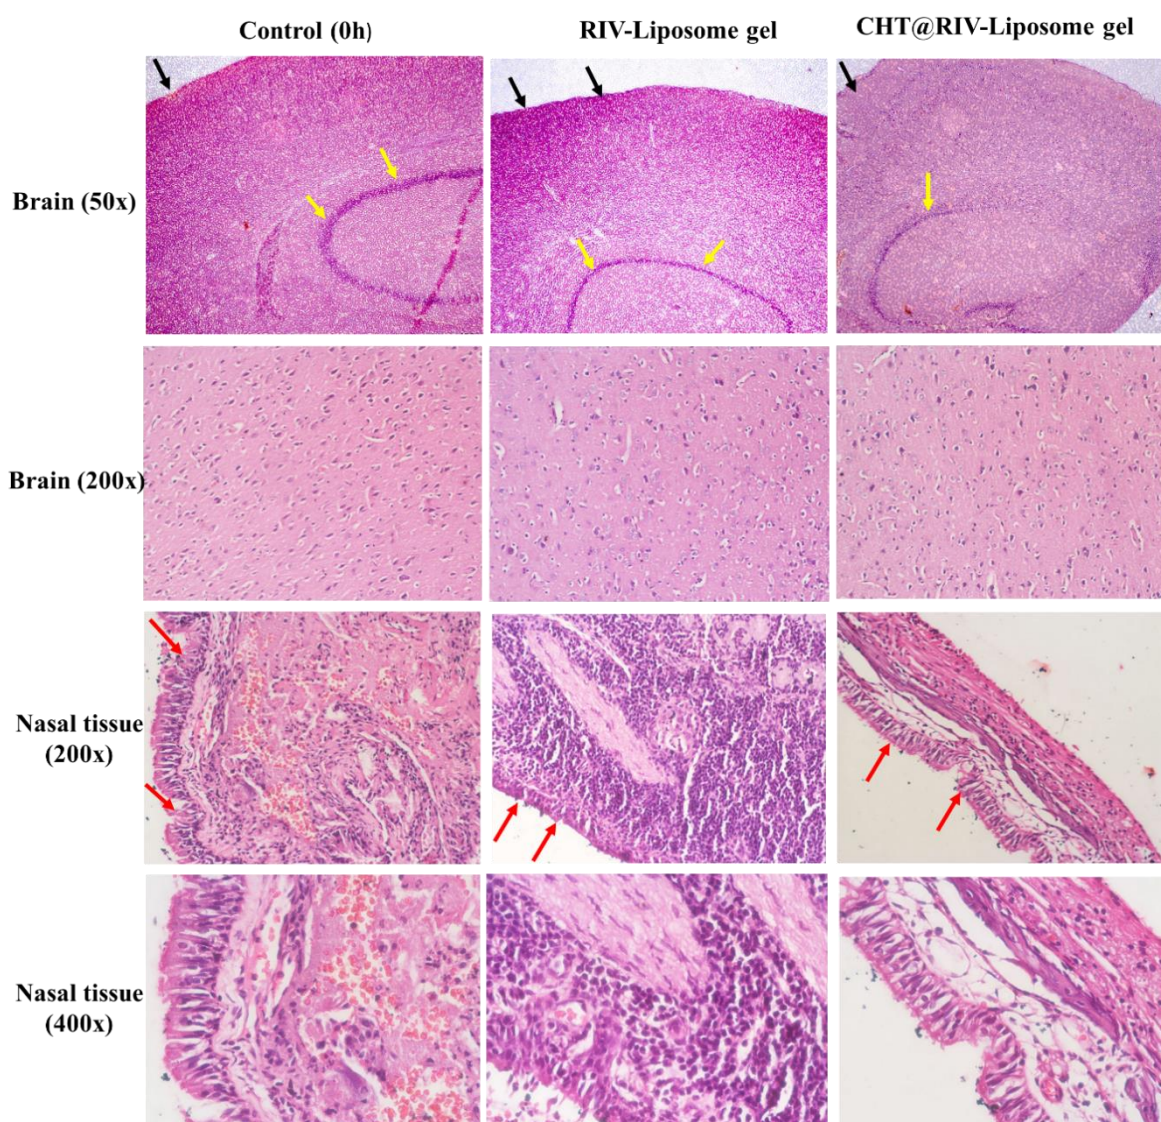 Control (0h)
RIV-Liposome gel
CHT@RIV-Liposome gel
Brain (50x)
Brain (200x)
Nasal tissue
(200x)
Nasal tissue
(400x)